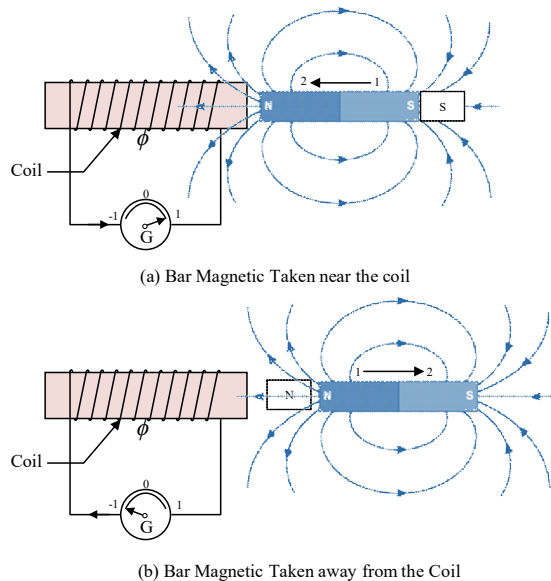 2 1
N S S
ϕ
Coil
0
-1 1
G
(a) Bar Magnetic Taken near the coil
1 2
N N S
ϕ
Coil
0
-1 1
G
(b) Bar Magnetic Taken away from the Coil